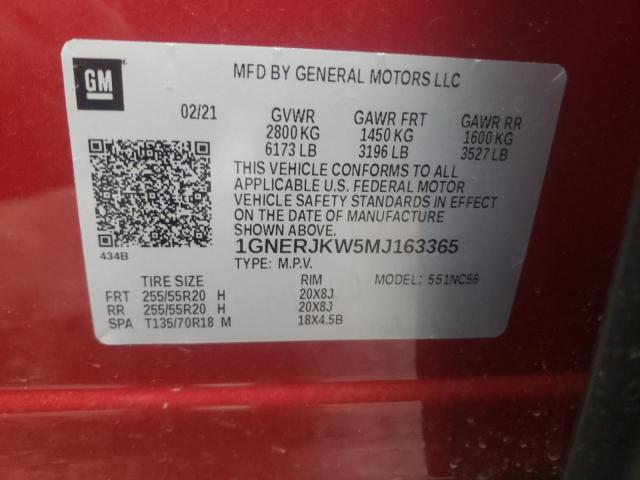 GM
MFD BY GENERAL MOTORS LLC
02/21
GVWR GAWR FRT GAWR RR
2800 KG 1450 KG 1600 KG
6173 LB 3196 LB 3527 LB
THIS VEHICLE CONFORMS TO ALL
APPLICABLE U.S. FEDERAL MOTOR
VEHICLE SAFETY STANDARDS IN EFFECT
ON THE DATE OF MANUFACTURE
SHOWN ABOVE.
434B
1GNERJKW5MJ163365
TYPE: M.P.V. MODEL: 551NC56
TIRE SIZE RIM
FRT 255/55R20 H 20X8J
RR 255/55R20 H 20X8J
SPA T135/70R18 M 18X4.5B